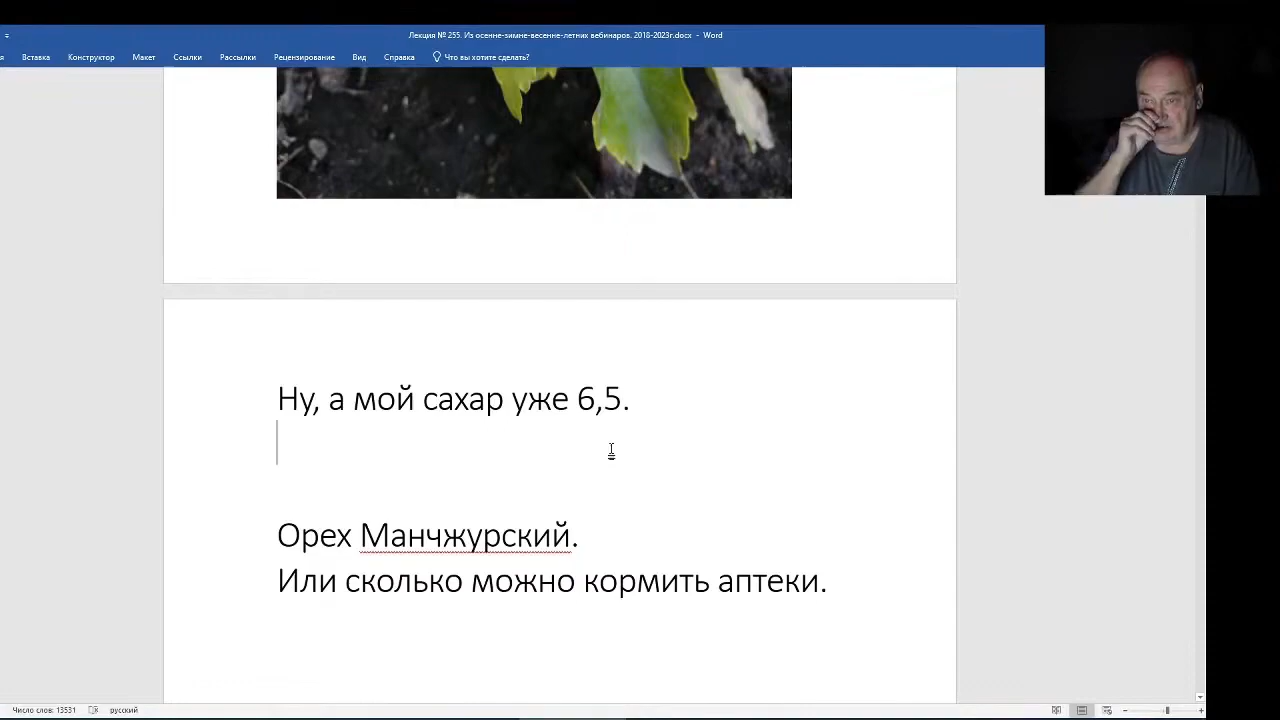 Лекция № 255. Из осенне-зимне-весенне-летних вебинаров. 2018-2023г.docx - Word
я Вставка Конструктор Макет Ссылки Рассылки Рецензирование Вид Справка Что вы хотите сделать?
Ну, а мой сахар уже 6,5.
Орех Манчжурский.
Или сколько можно кормить аптеки.
Число слов: 13531 русский